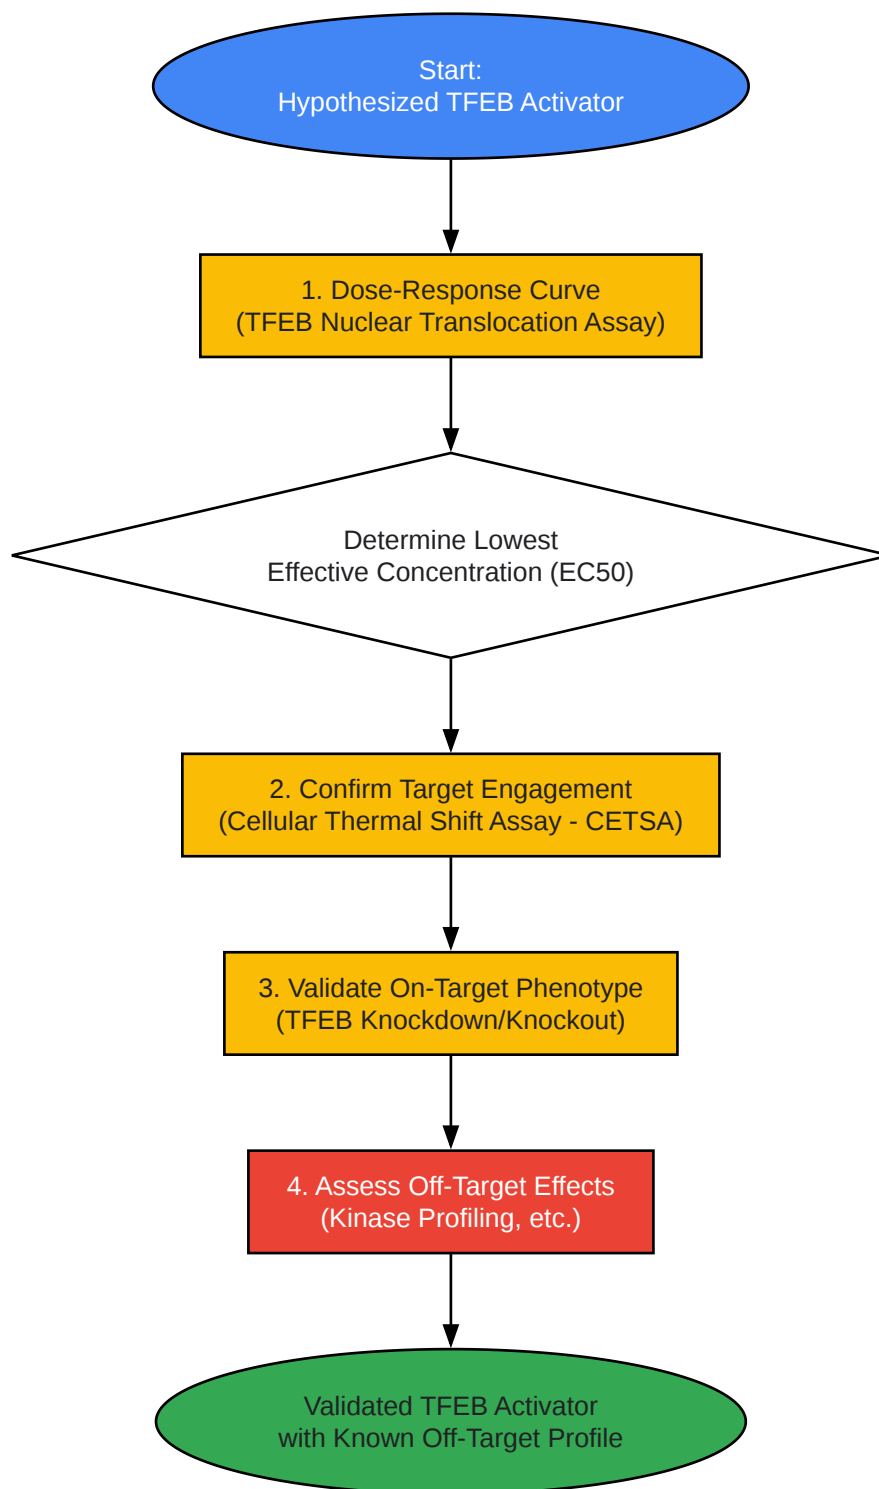 Start:
Hypothesized TFEB Activator
1. Dose-Response Curve
(TFEB Nuclear Translocation Assay)
Determine Lowest
Effective Concentration (EC50)
2. Confirm Target Engagement
(Cellular Thermal Shift Assay - CETSA)
3. Validate On-Target Phenotype
(TFEB Knockdown/Knockout)
4. Assess Off-Target Effects
(Kinase Profiling, etc.)
Validated TFEB Activator
with Known Off-Target Profile